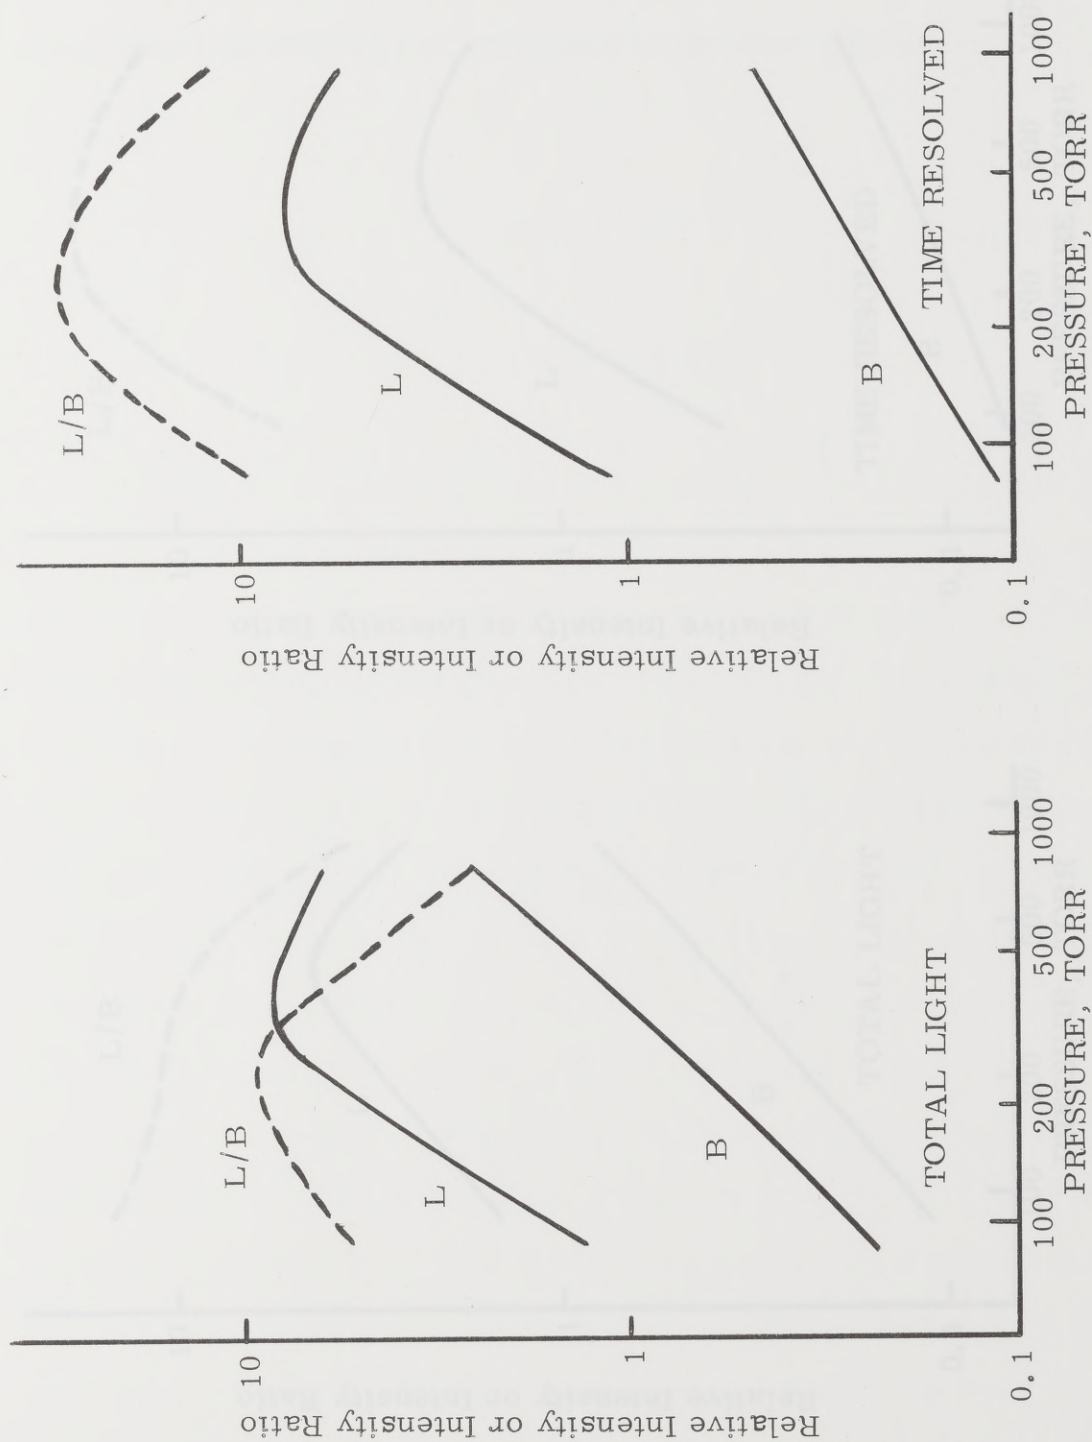 Relative Intensity or Intensity Ratio
10
1
0.1
L/B
L
B
TOTAL LIGHT
100
200
500
1000
PRESSURE, TORR
Relative Intensity or Intensity Ratio
10
1
0.1
L/B
L
B
TIME RESOLVED
100
200
500
1000
PRESSURE, TORR